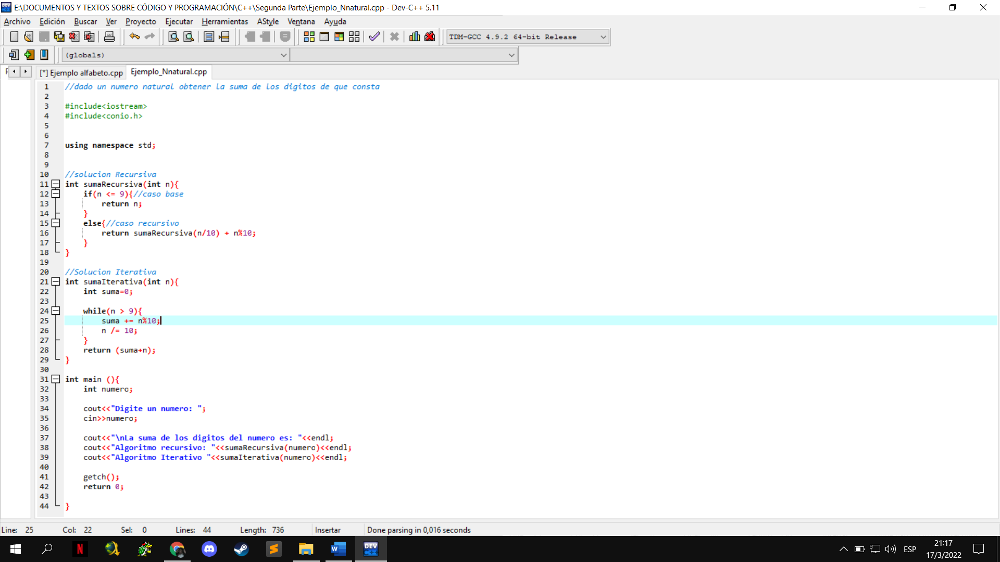 E:\DOCUMENTOS Y TEXTOS SOBRE CÓDIGO Y PROGRAMACIÓN\C++\Segunda Parte\Ejemplo_Nnatural.cpp - Dev-C++ 5.11
Archivo Edición Buscar Ver Proyecto Ejecutar Herramientas AStyle Ventana Ayuda
TDM-GCC 4.9.2 64-bit Release
(globals)
[*] Ejemplo alfabeto.cpp Ejemplo_Nnatural.cpp
1 //dado un numero natural obtener la suma de los digitos de que consta
2
3 #include<iostream>
4 #include<conio.h>
5
6
7 using namespace std;
8
9
10 //solucion Recursiva
11 int sumaRecursiva(int n){
12 if(n <= 9){//caso base
13 return n;
14 }
15 else{//caso recursivo
16 return sumaRecursiva(n/10) + n%10;
17 }
18 }
19
20 //Solucion Iterativa
21 int sumaIterativa(int n){
22 int suma=0;
23
24 while(n > 9){
25 suma += n%10;
26 n /= 10;
27 }
28 return (suma+n);
29 }
30
31 int main (){
32 int numero;
33
34 cout<<"Digite un numero: ";
35 cin>>numero;
36
37 cout<<"\nLa suma de los digitos del numero es: "<<endl;
38 cout<<"Algoritmo recursivo: "<<sumaRecursiva(numero)<<endl;
39 cout<<"Algoritmo Iterativo "<<sumaIterativa(numero)<<endl;
40
41 getch();
42 return 0;
43
44 }
Line: 25 Col: 22 Sel: 0 Lines: 44 Length: 736 Insertar Done parsing in 0,016 seconds
ESP
21:17
17/3/2022